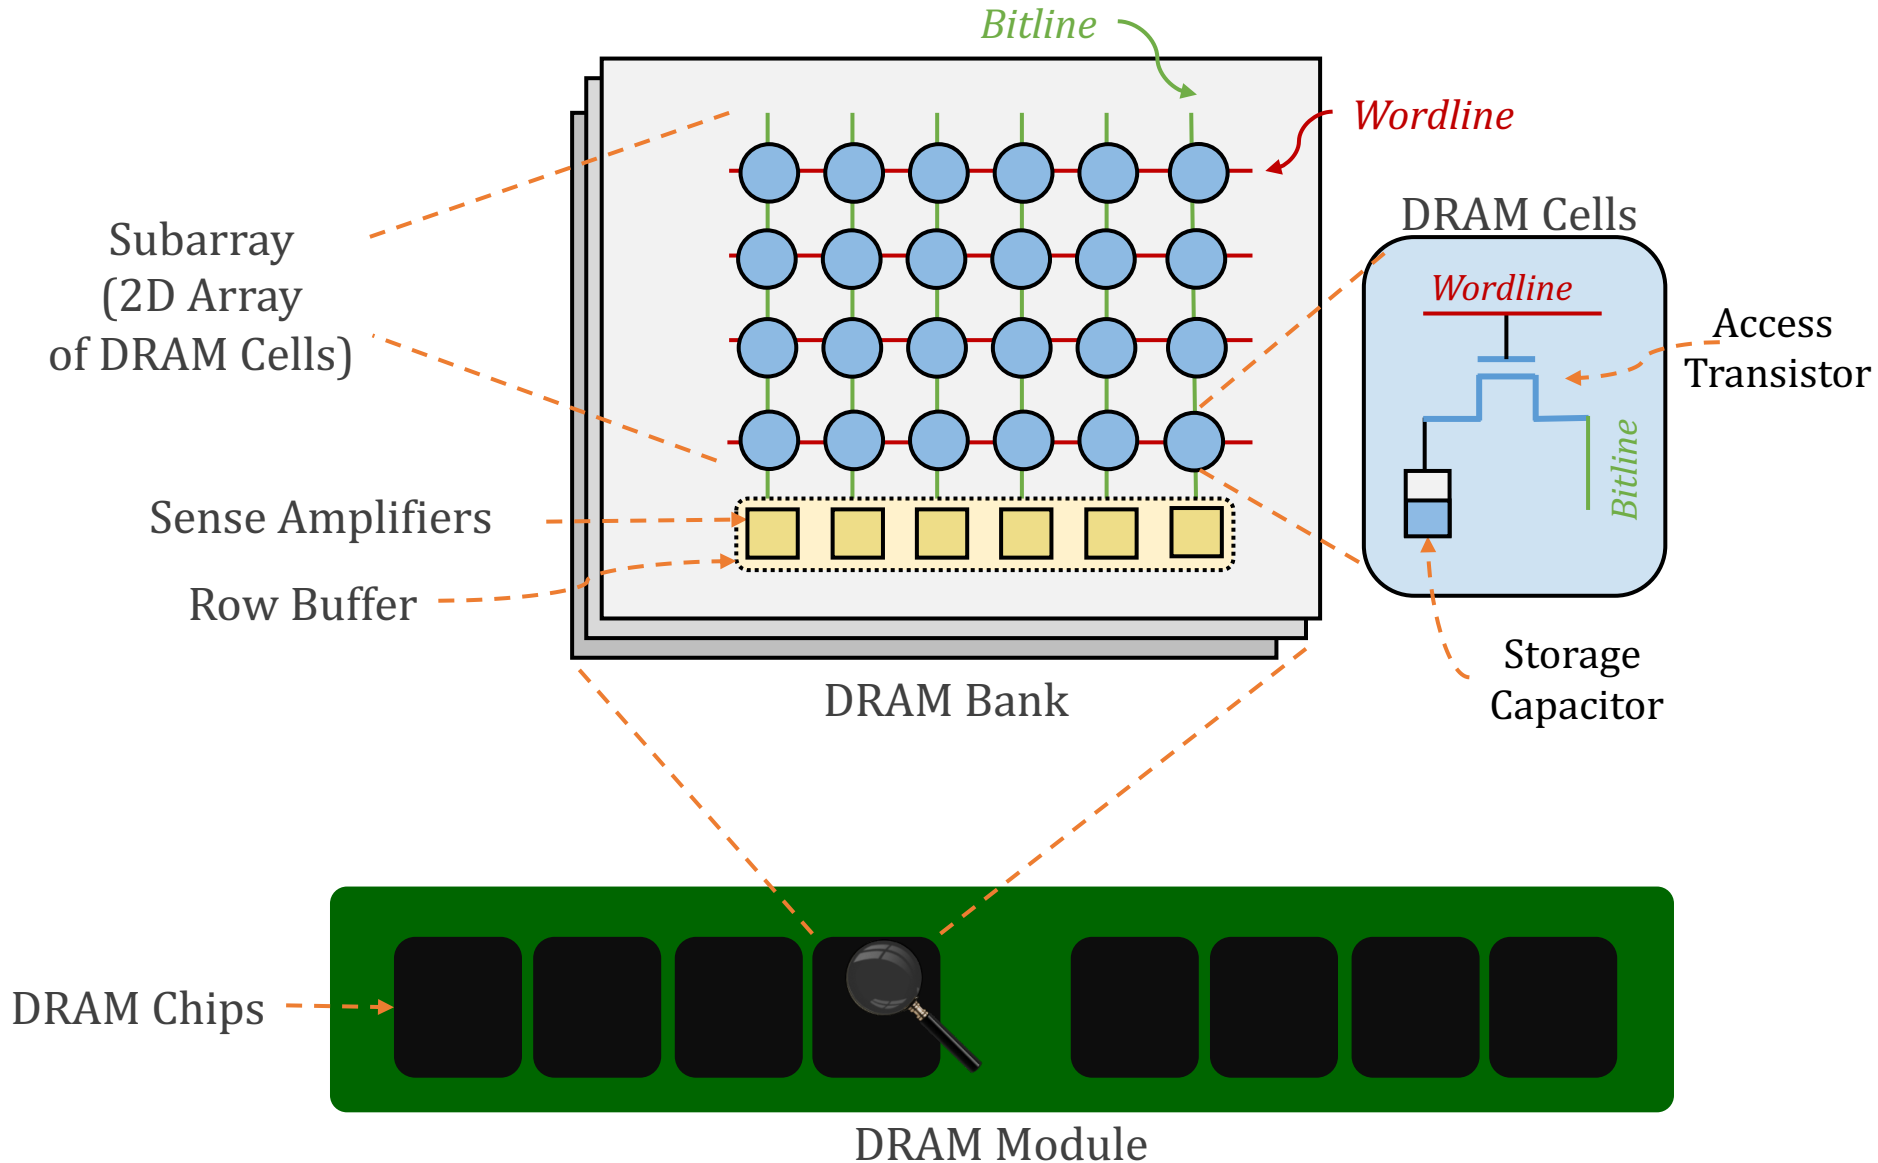 Bitline
Wordline
DRAM Cells
Subarray
(2D Array
of DRAM Cells)
Wordline
Access
Transistor
Bitline
Sense Amplifiers
Row Buffer
Storage
Capacitor
DRAM Bank
DRAM Chips
DRAM Module